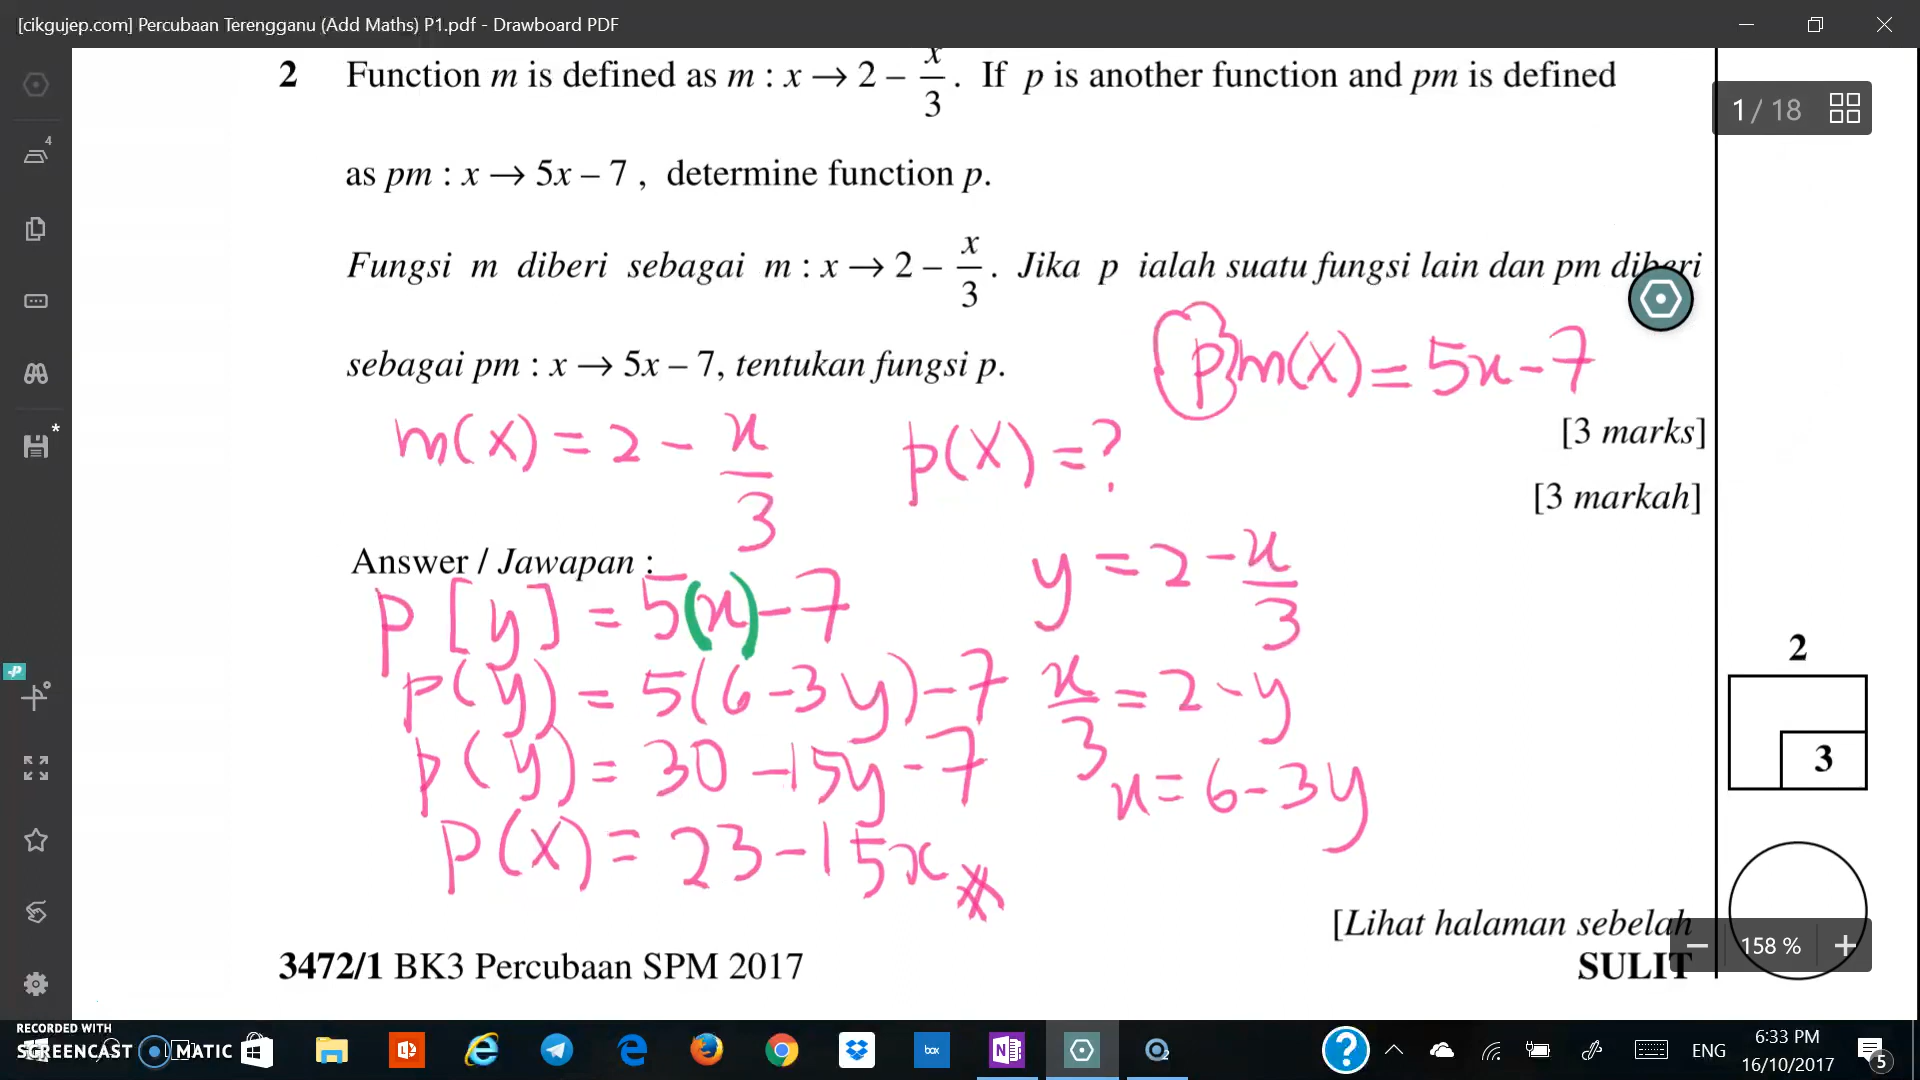 [cikgujep.com] Percubaan Terengganu (Add Maths) P1.pdf - Drawboard PDF
2 Function m is defined as m : x → 2 – x/3 . If p is another function and pm is defined
1 / 18
4
as pm : x → 5x – 7 , determine function p.
Fungsi m diberi sebagai m : x → 2 – x/3 . Jika p ialah suatu fungsi lain dan pm diberi
sebagai pm : x → 5x – 7, tentukan fungsi p.
pm(x) = 5x - 7
[3 marks]
m(x) = 2 - x/3
p(x) = ?
[3 markah]
Answer / Jawapan :
y = 2 - x/3
P[y] = 5(x) - 7
p(y) = 5(6 - 3y) - 7
x/3 = 2 - y
p(y) = 30 - 15y - 7
x = 6 - 3y
P(x) = 23 - 15x
2
3
[Lihat halaman sebelah
158 %
3472/1 BK3 Percubaan SPM 2017
SULIT
RECORDED WITH
SCREENCAST MATIC
box
ENG
6:33 PM
16/10/2017
5